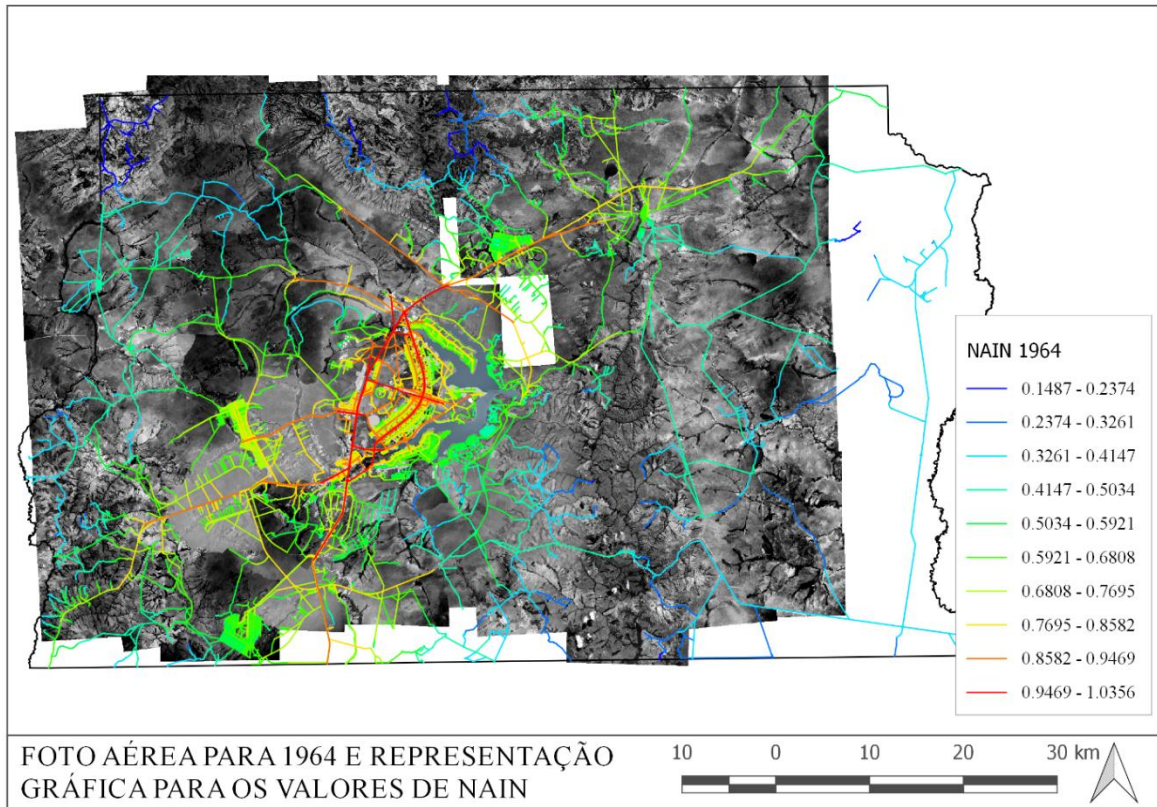 NAIN 1964
0.1487 - 0.2374
0.2374 - 0.3261
0.3261 - 0.4147
0.4147 - 0.5034
0.5034 - 0.5921
0.5921 - 0.6808
0.6808 - 0.7695
0.7695 - 0.8582
0.8582 - 0.9469
0.9469 - 1.0356
FOTO AÉREA PARA 1964 E REPRESENTAÇÃO
GRÁFICA PARA OS VALORES DE NAIN
10 0 10 20 30 km